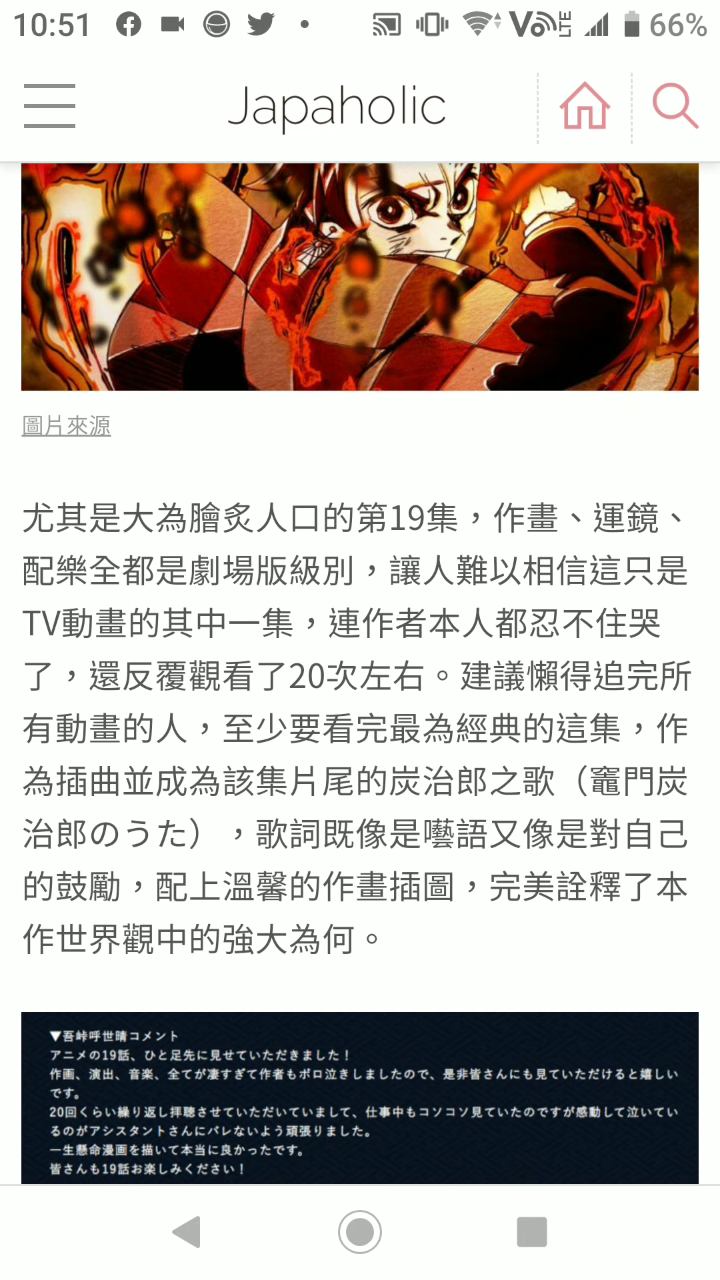 10:51
VoLTE
66%
Japaholic
圖片來源
尤其是大為膾炙人口的第19集，作畫、運鏡、
配樂全都是劇場版級別，讓人難以相信這只是
TV動畫的其中一集，連作者本人都忍不住哭
了，還反覆觀看了20次左右。建議懶得追完所
有動畫的人，至少要看完最為經典的這集，作
為插曲並成為該集片尾的炭治郎之歌（竈門炭
治郎のうた），歌詞既像是囈語又像是對自己
的鼓勵，配上溫馨的作畫插圖，完美詮釋了本
作世界觀中的強大為何。
▼吾峠呼世晴コメント
アニメの19話、ひと足先に見せていただきました！
作画、演出、音楽、全てが凄すぎて作者もボロ泣きしましたので、是非皆さんにも見ていただけると嬉しい
です。
20回くらい繰り返し拝聴させていただいていまして、仕事中もコソコソ見ていたのですが感動して泣いてい
るのがアシスタントさんにバレないよう頑張りました。
一生懸命漫画を描いて本当に良かったです。
皆さんも19話お楽しみください！